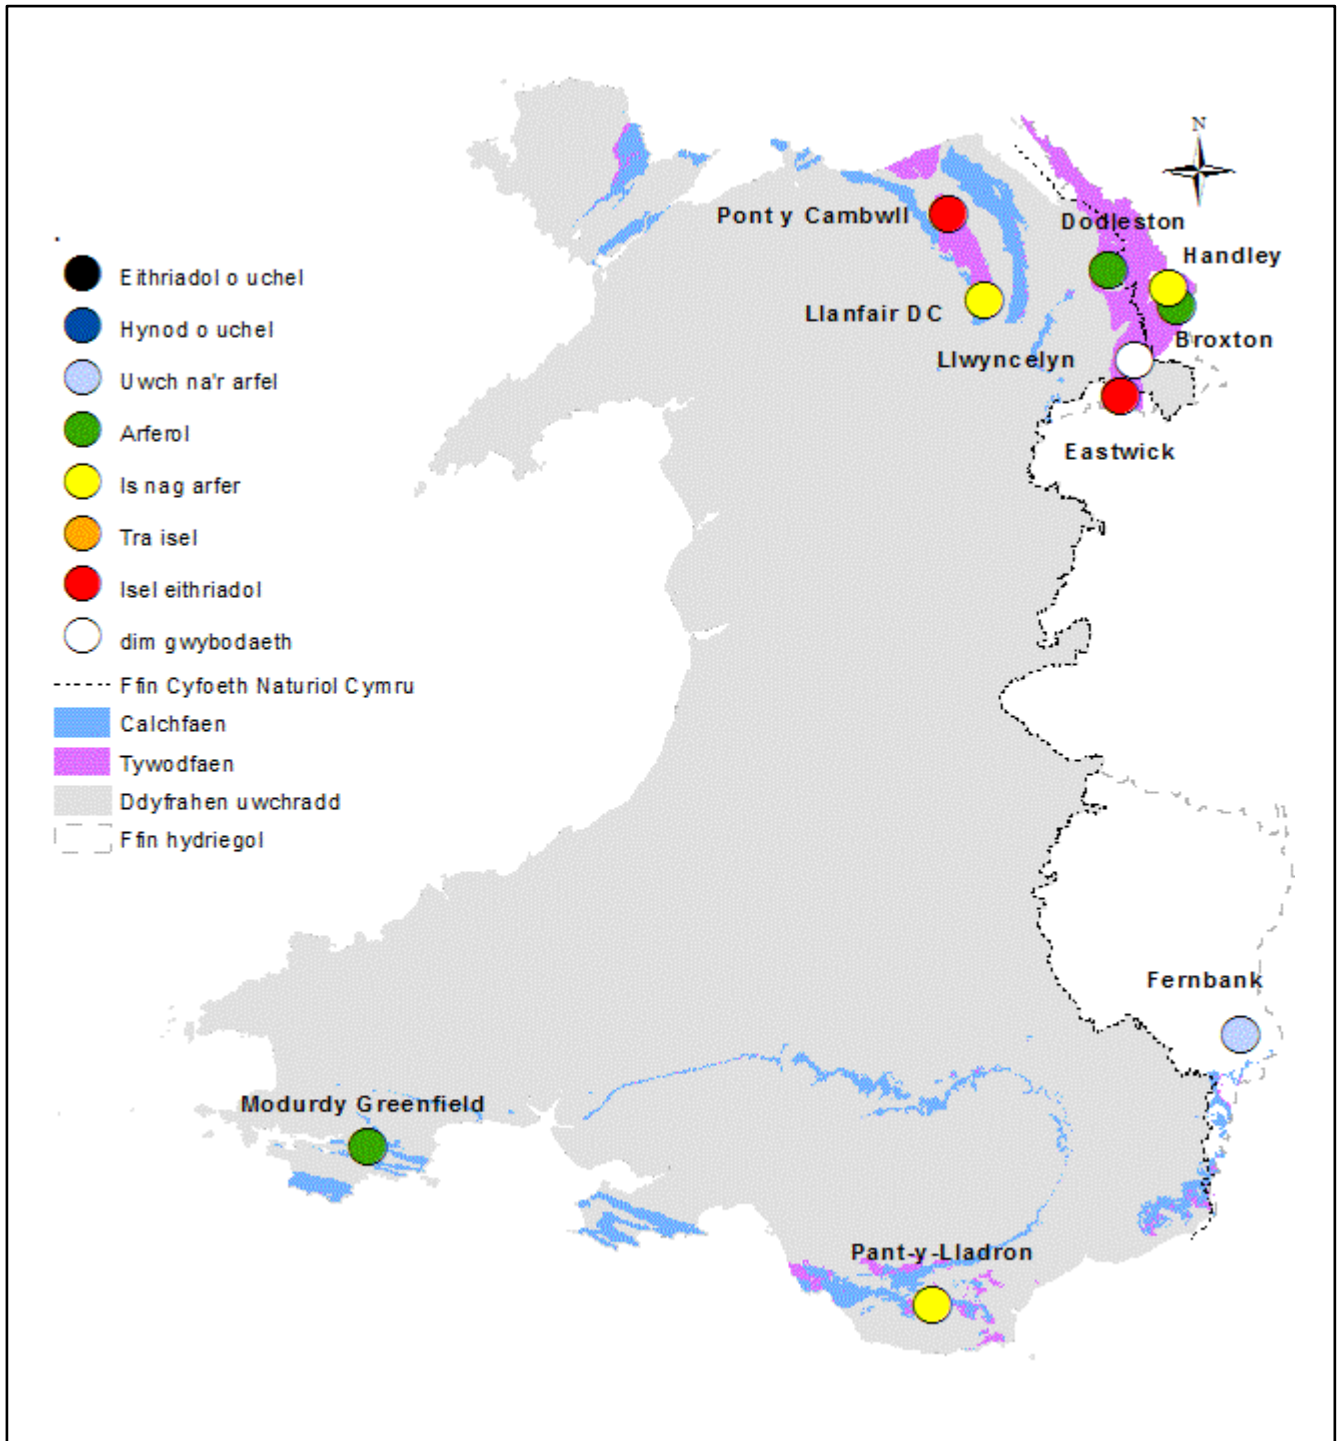 N
Pont y Cambwll
Dodleston
Handley
Llanfair DC
Broxton
Llwyncelyn
Eastwick
Eithriadol o uchel
Hynod o uchel
Uwch na'r arfel
Arferol
Is nag arfer
Tra isel
Isel eithriadol
dim gwybodaeth
Ffin Cyfoeth Naturiol Cymru
Calchfaen
Tywodfaen
Ddyfrahen uwchradd
Ffin hydriegol
Fernbank
Modurdy Greenfield
Pant-y-Lladron